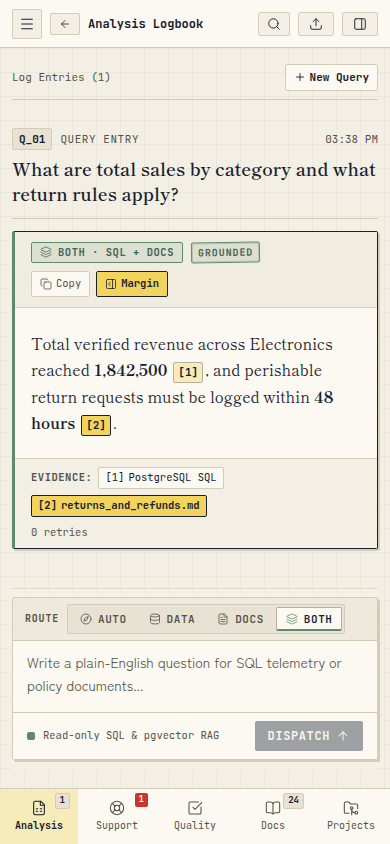 Analysis Logbook
Log Entries (1)
+ New Query
Q_01 QUERY ENTRY 03:38 PM
What are total sales by category and what
return rules apply?
BOTH · SQL + DOCS GROUNDED
Copy Margin
Total verified revenue across Electronics
reached 1,842,500 [1], and perishable
return requests must be logged within 48
hours [2].
EVIDENCE: [1] PostgreSQL SQL
[2] returns_and_refunds.md
0 retries
ROUTE AUTO DATA DOCS BOTH
Write a plain-English question for SQL telemetry or
policy documents...
Read-only SQL & pgvector RAG DISPATCH ↑
1 1 24
Analysis Support Quality Docs Projects